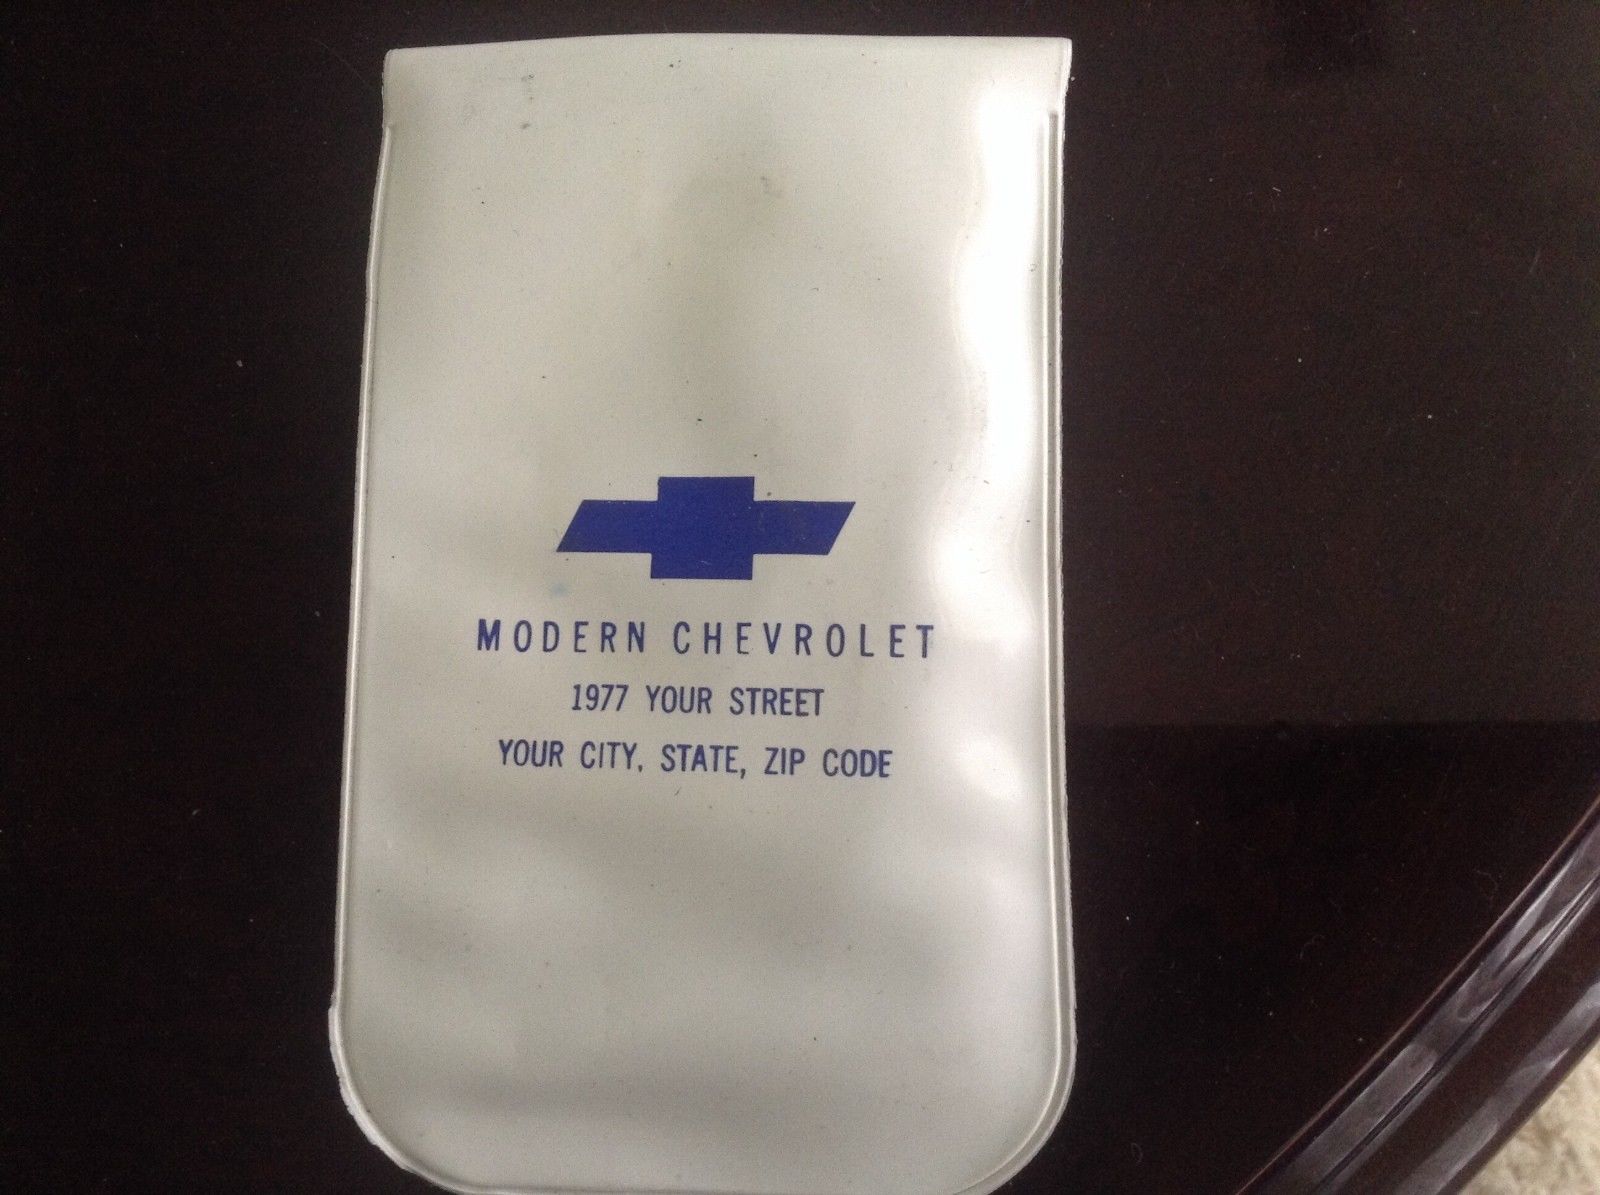 MODERN CHEVROLET
1977 YOUR STREET
YOUR CITY, STATE, ZIP CODE